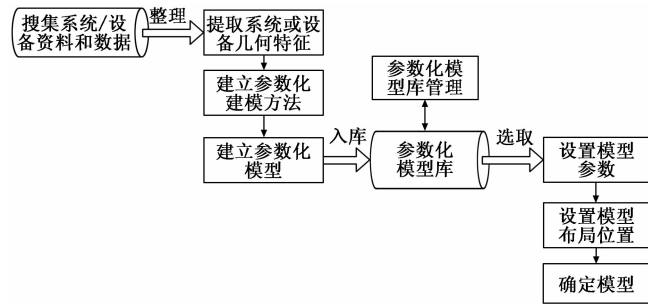 搜集系统/设
备资料和数据
整理
提取系统或设
备几何特征
建立参数化
建模方法
建立参数化
模型
入库
参数化模
型库管理
参数化
模型库
选取
设置模型
参数
设置模型
布局位置
确定模型